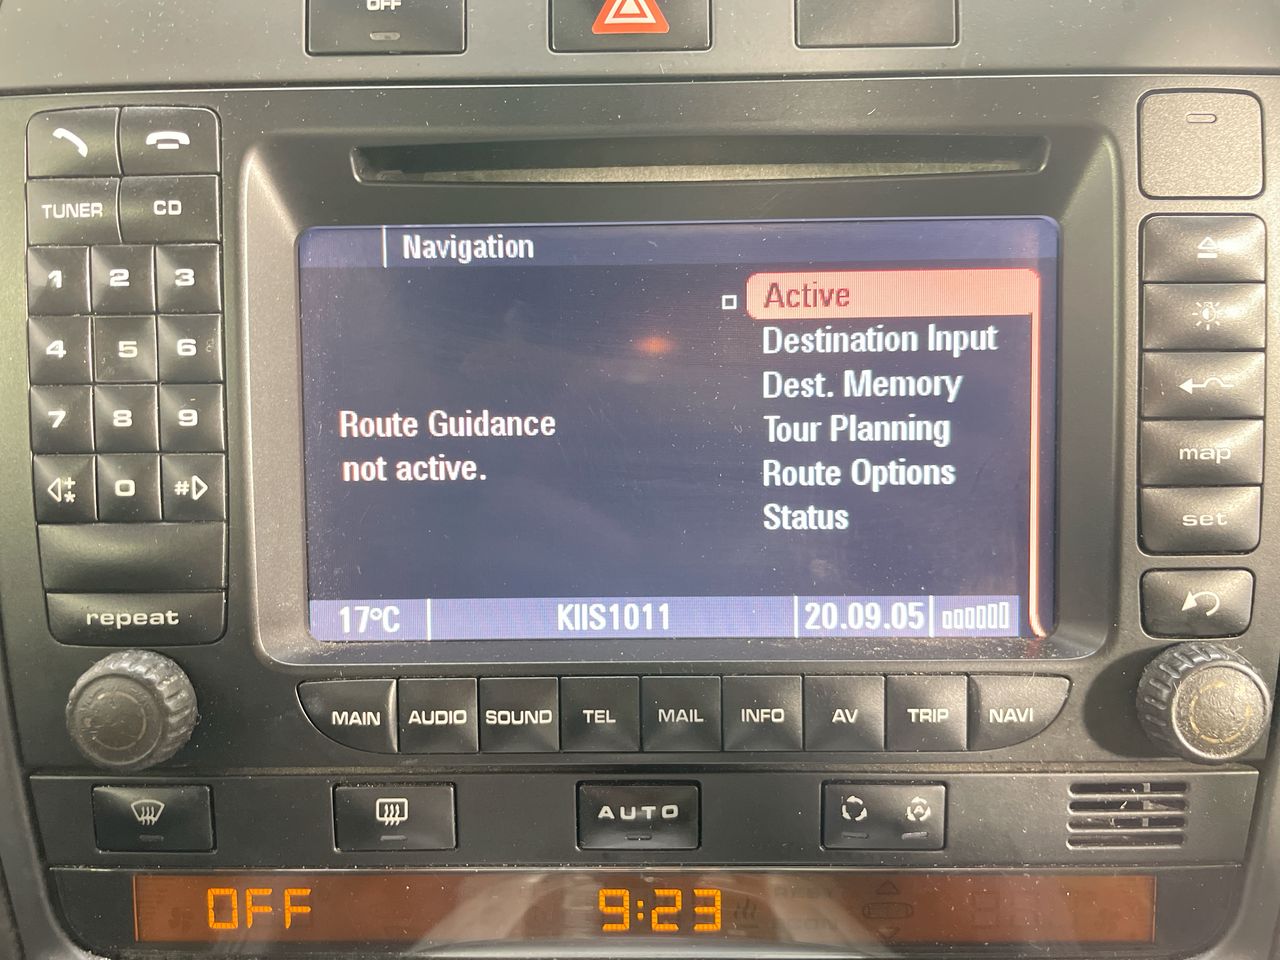 OFF
TUNER CD
1 2 3
4 5 6
7 8 9
* 0 #
repeat
Navigation
Active
Destination Input
Dest. Memory
Tour Planning
Route Options
Status
Route Guidance
not active.
17°C KIIS1011 20.09.05
map
set
MAIN AUDIO SOUND TEL MAIL INFO AV TRIP NAVI
AUTO
A
OFF 9:23